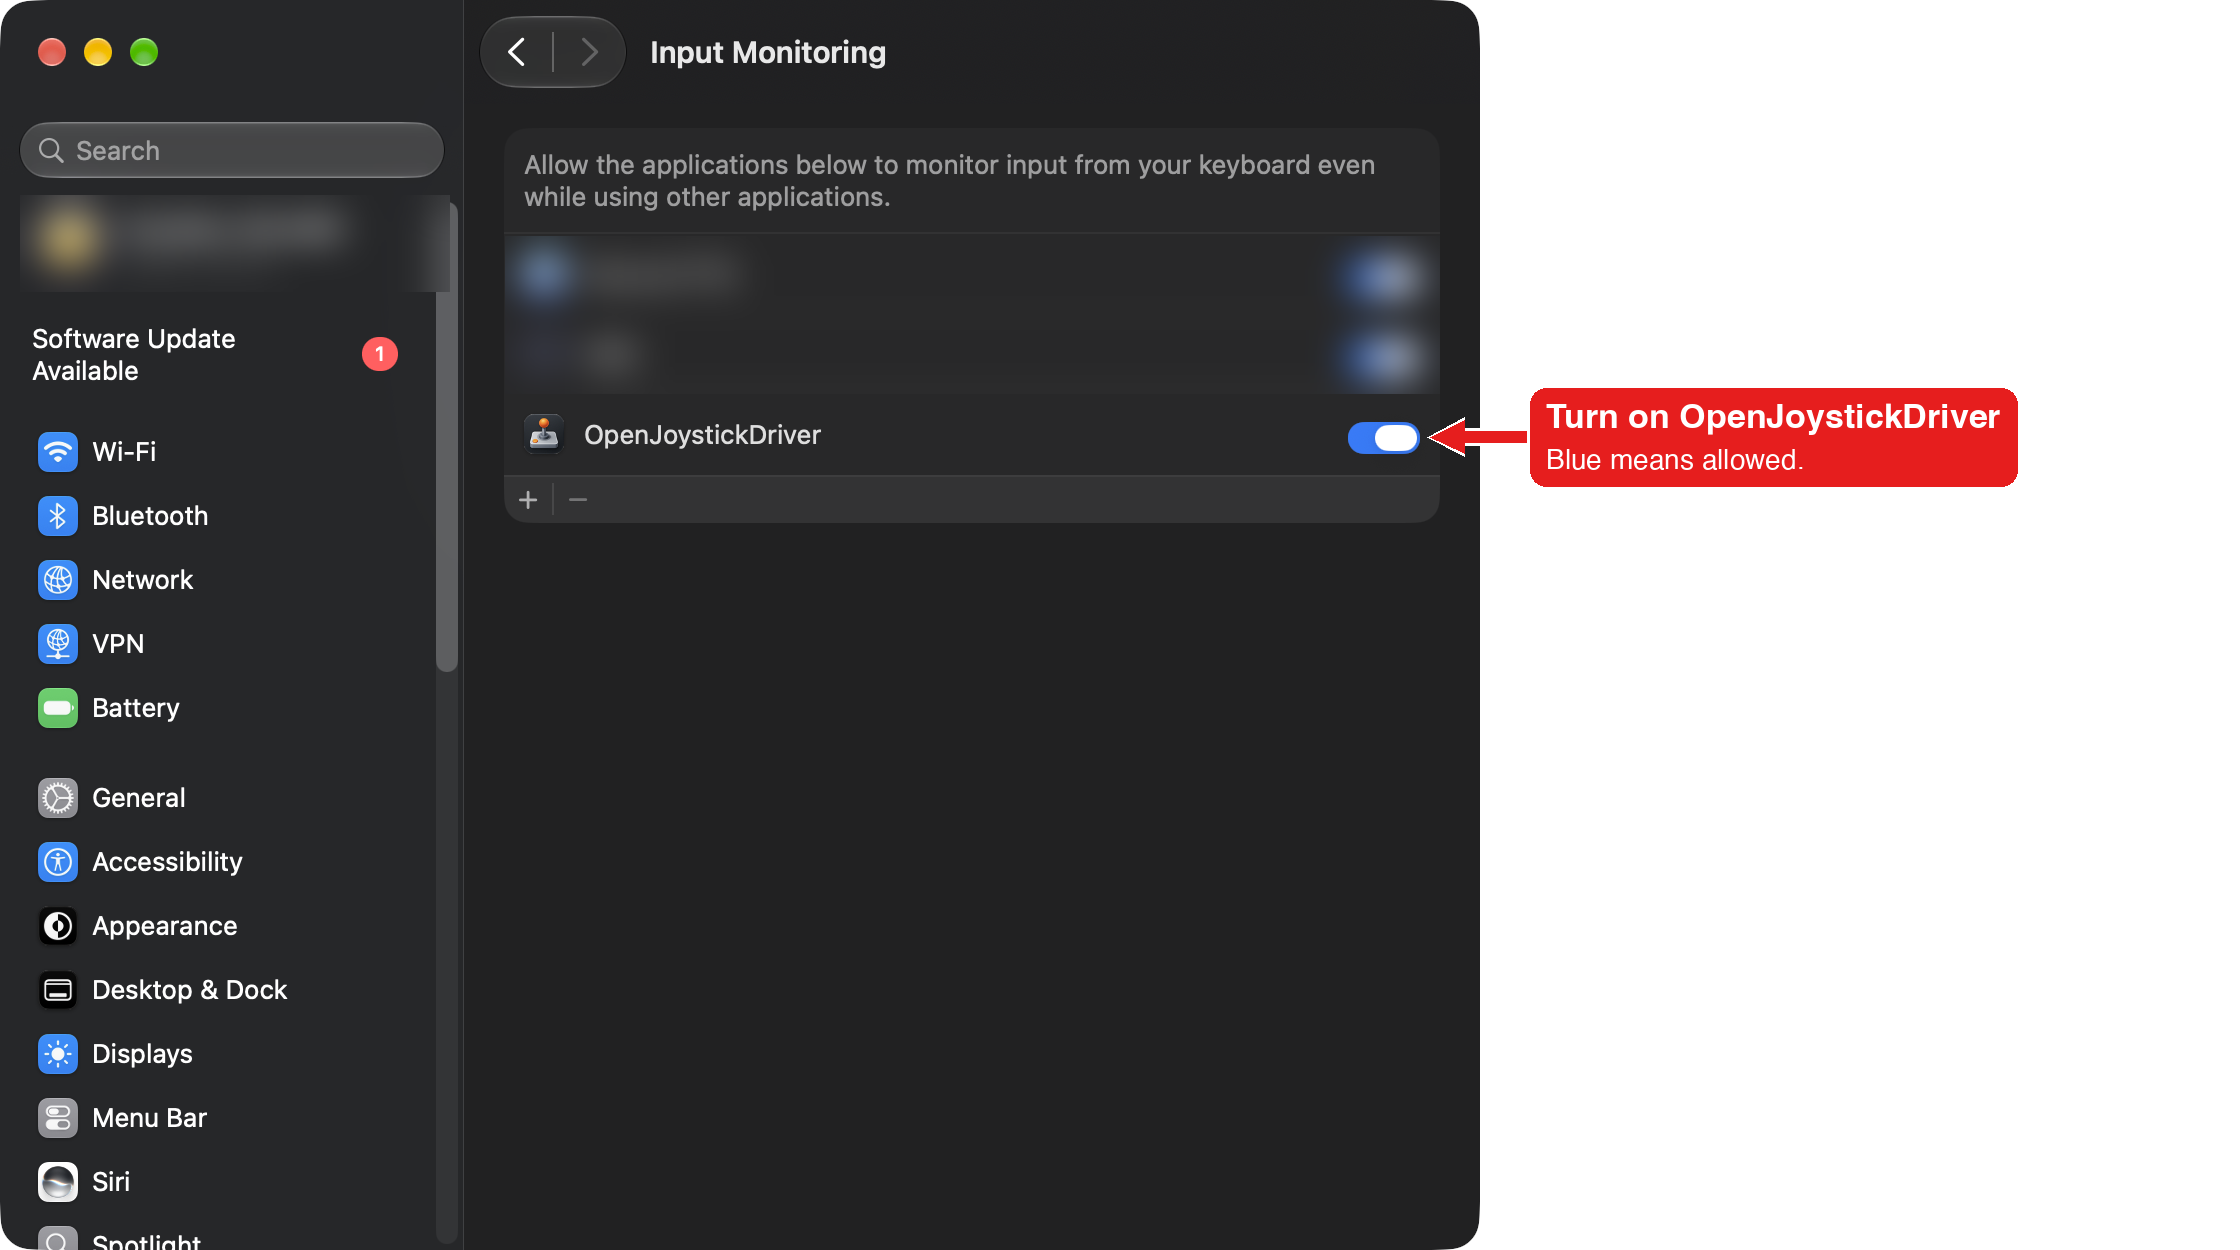 Input Monitoring
Search
Software Update
Available
1
Wi-Fi
Bluetooth
Network
VPN
Battery
General
Accessibility
Appearance
Desktop & Dock
Displays
Menu Bar
Siri
Spotlight
Allow the applications below to monitor input from your keyboard even
while using other applications.
OpenJoystickDriver
Turn on OpenJoystickDriver
Blue means allowed.